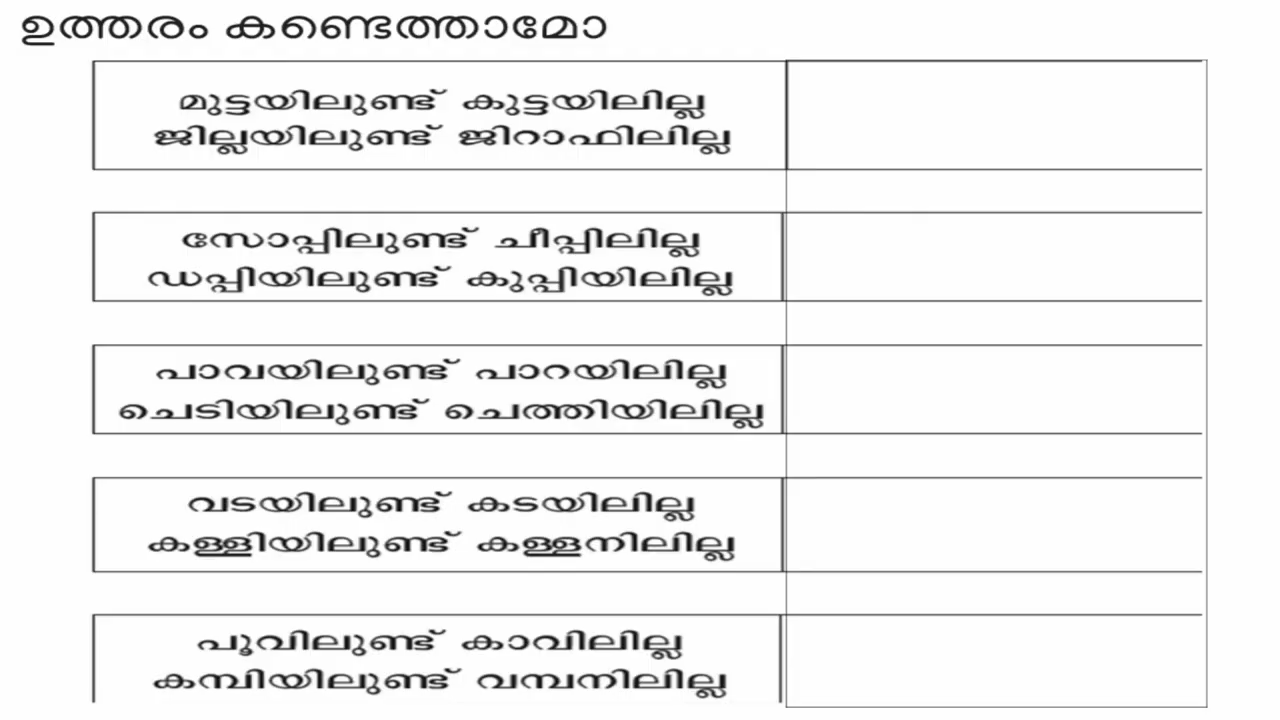 ഉത്തരം കണ്ടെത്താമോ
മുട്ടയിലുണ്ട് കുട്ടയിലില്ല
ജില്ലയിലുണ്ട് ജിറാഫിലില്ല
സോപ്പിലുണ്ട് ചീപ്പിലില്ല
ഡപ്പിയിലുണ്ട് കുപ്പിയിലില്ല
പാവയിലുണ്ട് പാറയിലില്ല
ചെടിയിലുണ്ട് ചെത്തിയിലില്ല
വടയിലുണ്ട് കടയിലില്ല
കള്ളിയിലുണ്ട് കള്ളനിലില്ല
പൂവിലുണ്ട് കാവിലില്ല
കമ്പിയിലുണ്ട് വമ്പനിലില്ല